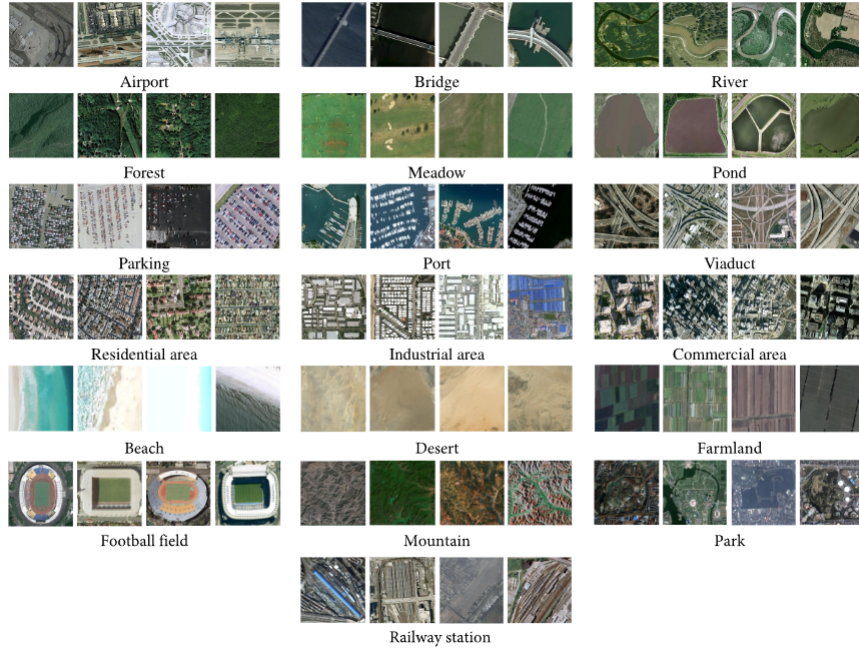 Airport
Bridge
River
Forest
Meadow
Pond
Parking
Port
Viaduct
Residential area
Industrial area
Commercial area
Beach
Desert
Farmland
Football field
Mountain
Park
Railway station